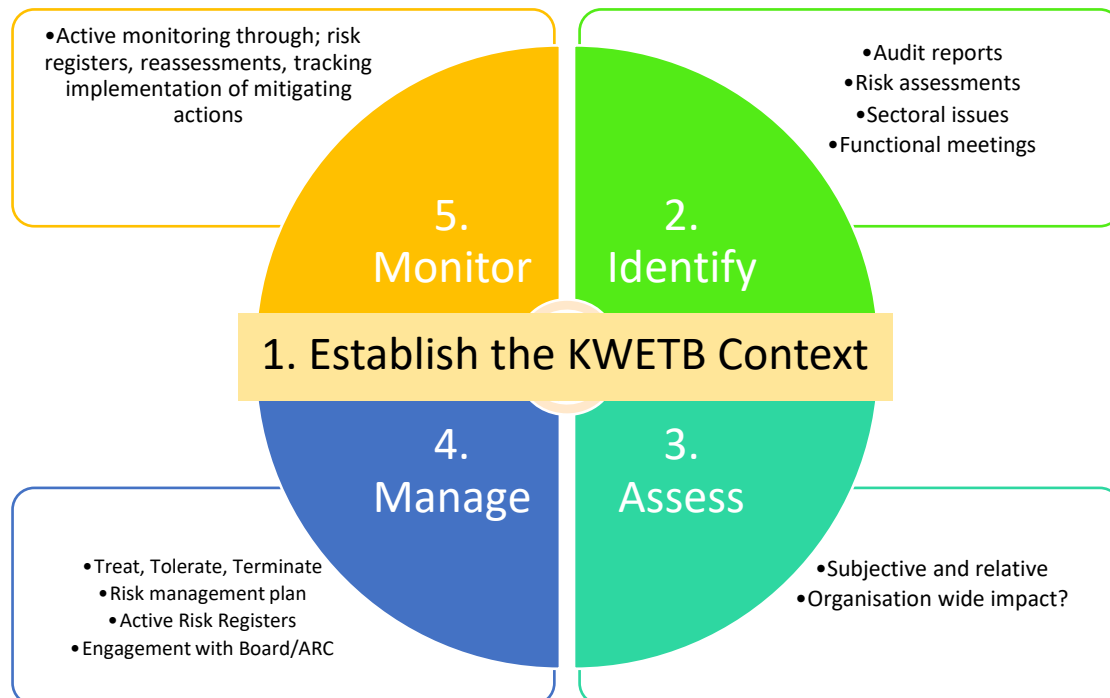 •Active monitoring through; risk
registers, reassessments, tracking
implementation of mitigating
actions
•Audit reports
•Risk assessments
•Sectoral issues
•Functional meetings
5.
Monitor
2.
Identify
1. Establish the KWETB Context
4.
Manage
3.
Assess
•Treat, Tolerate, Terminate
•Risk management plan
•Active Risk Registers
•Engagement with Board/ARC
•Subjective and relative
•Organisation wide impact?